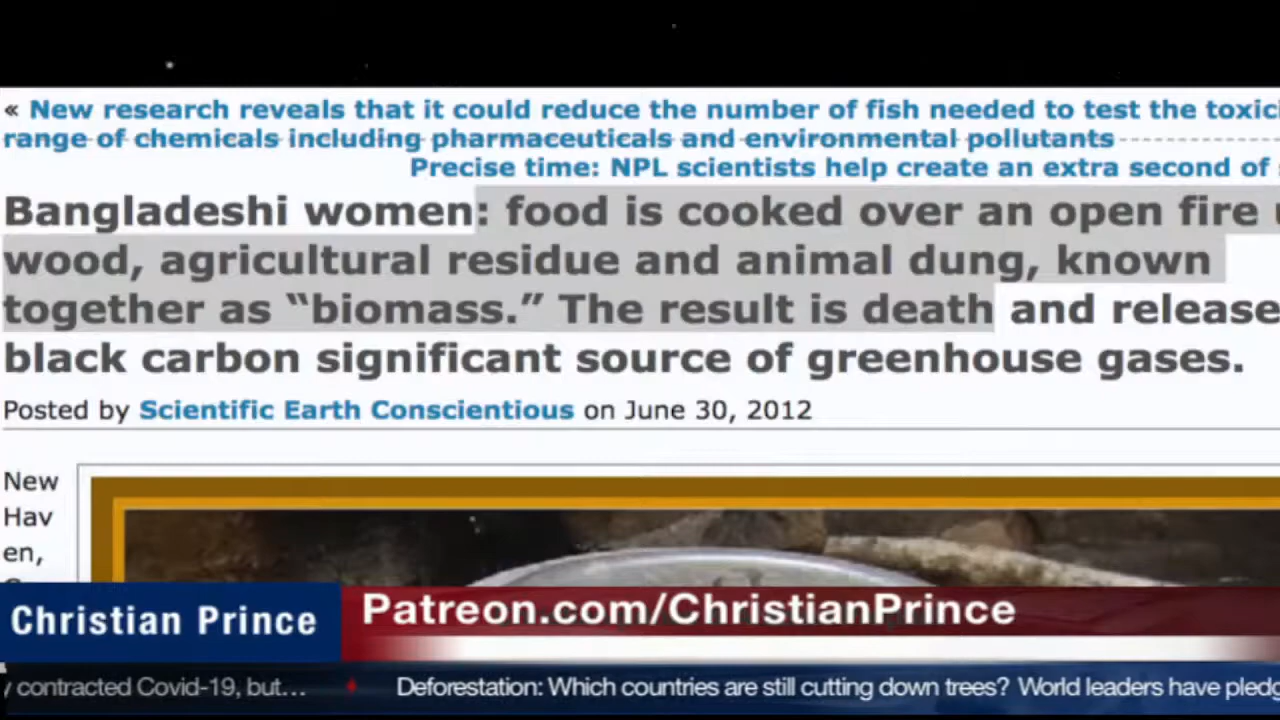 « New research reveals that it could reduce the number of fish needed to test the
range of chemicals including pharmaceuticals and environmental pollutants
Precise time: NPL scientists help create an extra second of
Bangladeshi women: food is cooked over an open fire
wood, agricultural residue and animal dung, known
together as “biomass.” The result is death and release
black carbon significant source of greenhouse gases.
Posted by Scientific Earth Conscientious on June 30, 2012
New
Hav
en,
Christian Prince
Patreon.com/ChristianPrince
contracted Covid-19, but... ♦ Deforestation: Which countries are still cutting down trees? World leaders have